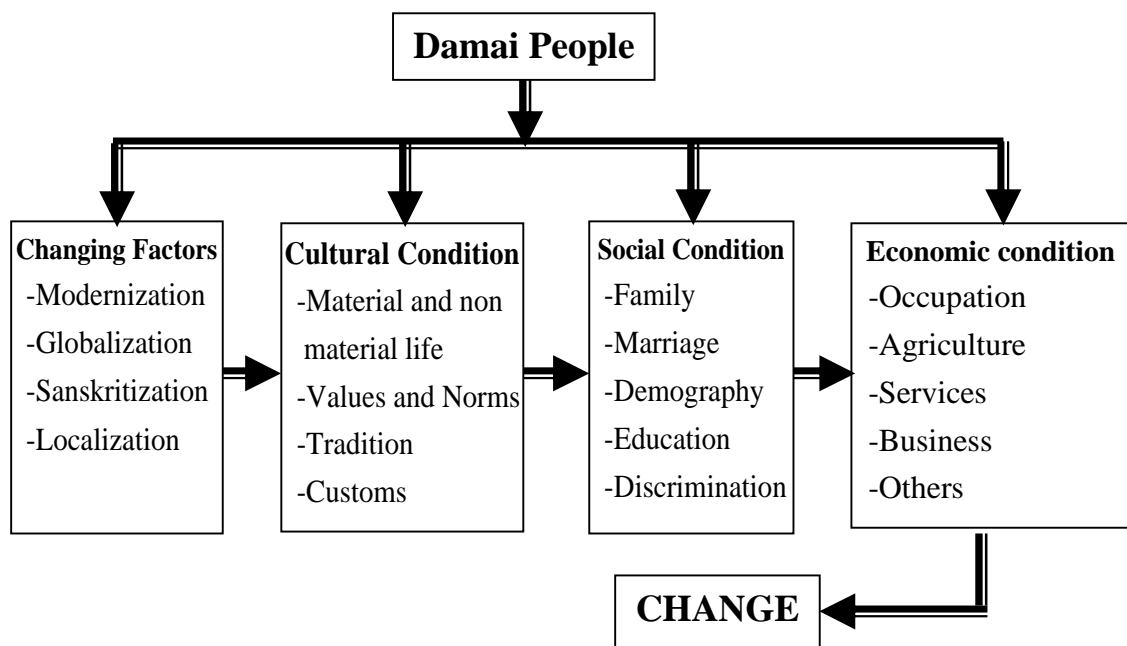 Damai People
Changing Factors
-Modernization
-Globalization
-Sanskritization
-Localization
Cultural Condition
-Material and non
material life
-Values and Norms
-Tradition
-Customs
Social Condition
-Family
-Marriage
-Demography
-Education
-Discrimination
Economic condition
-Occupation
-Agriculture
-Services
-Business
-Others
CHANGE